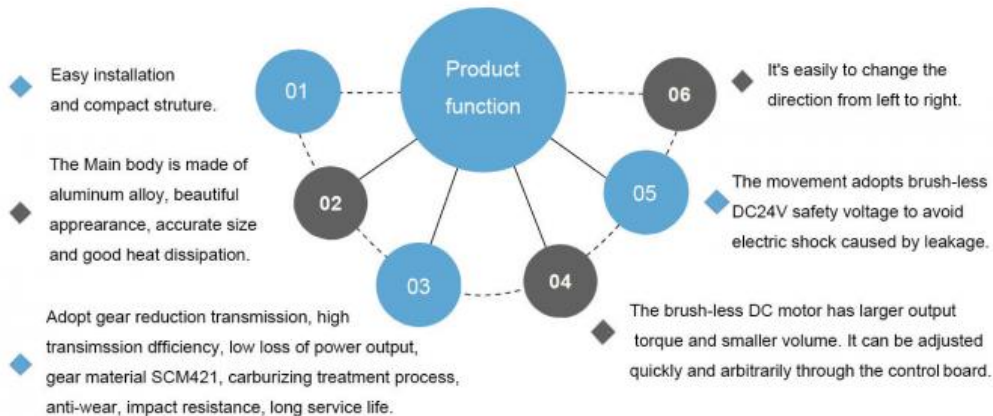 Product
function
01
Easy installation
and compact struture.
02
The Main body is made of
aluminum alloy, beautiful
apprearance, accurate size
and good heat dissipation.
03
Adopt gear reduction transmission, high
transimssion dfficiency, low loss of power output,
gear material SCM421, carburizing treatment process,
anti-wear, impact resistance, long service life.
04
The brush-less DC motor has larger output
torque and smaller volume. It can be adjusted
quickly and arbitrarily through the control board.
05
The movement adopts brush-less
DC24V safety voltage to avoid
electric shock caused by leakage.
06
It's easily to change the
direction from left to right.